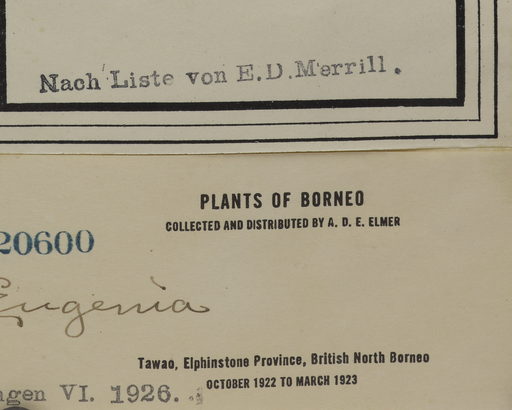 Nach Liste von E.D.Merrill.
PLANTS OF BORNEO
COLLECTED AND DISTRIBUTED BY A. D. E. ELMER
20600
Eugenia
Tawao, Elphinstone Province, British North Borneo
OCTOBER 1922 TO MARCH 1923
VI. 1926.